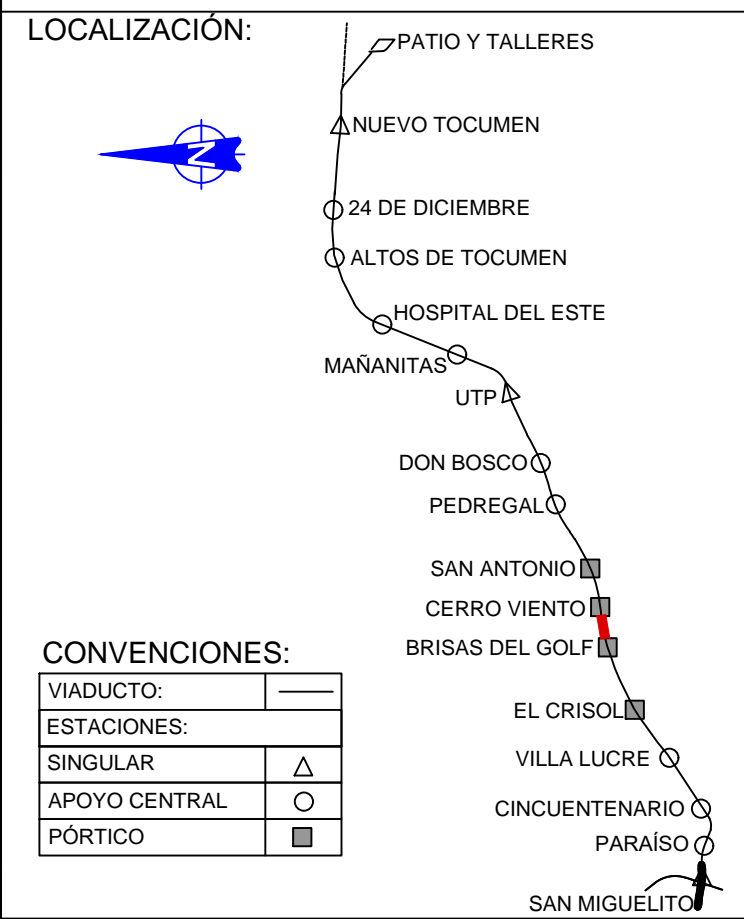 LOCALIZACIÓN:
PATIO Y TALLERES
NUEVO TOCUMEN
N
24 DE DICIEMBRE
ALTOS DE TOCUMEN
HOSPITAL DEL ESTE
MAÑANITAS
UTP
DON BOSCO
PEDREGAL
SAN ANTONIO
CERRO VIENTO
BRISAS DEL GOLF
EL CRISOL
VILLA LUCRE
CINCUENTENARIO
PARAÍSO
SAN MIGUELITO
CONVENCIONES:
VIADUCTO:
ESTACIONES:
SINGULAR
APOYO CENTRAL
PÓRTICO